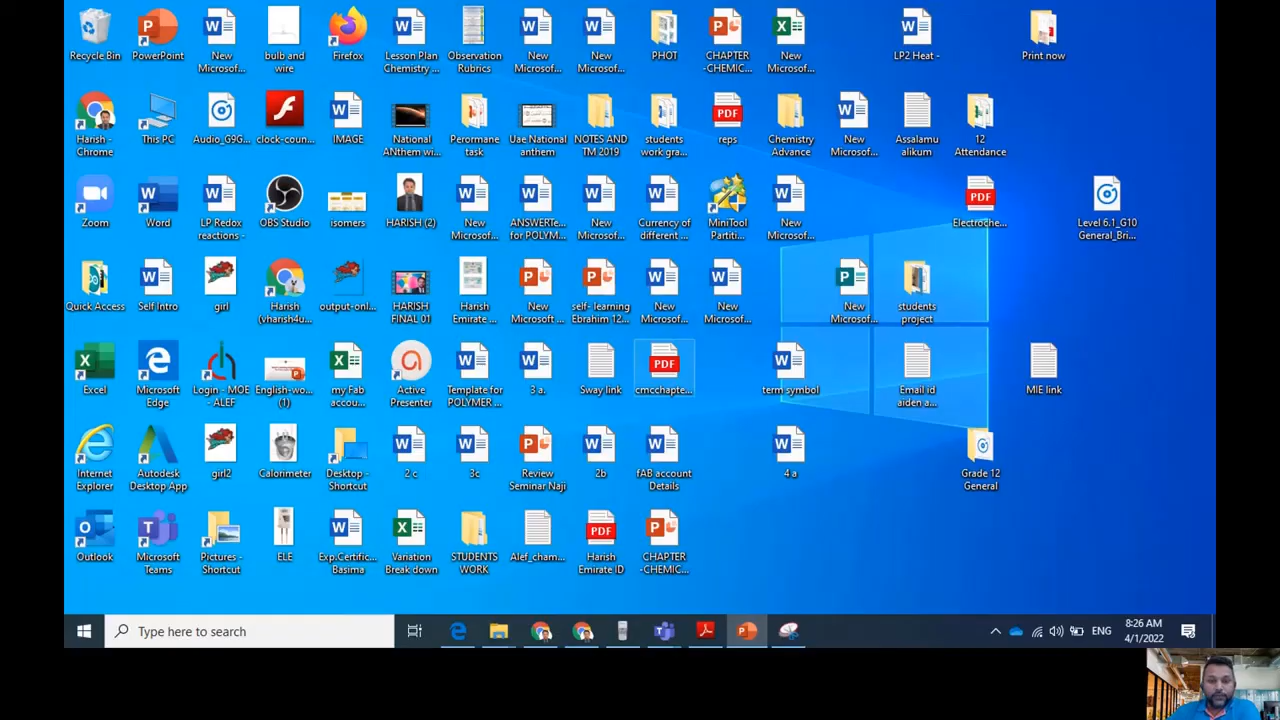 Recycle Bin
PowerPoint
New
Microsof...
bulb and
wire
Firefox
Lesson Plan
Chemistry ...
Observation
Rubrics
New
Microsof...
New
Microsof...
PHOT
CHAPTER
-CHEMIC...
New
Microsof...
LP2 Heat -
Print now
Harish -
Chrome
This PC
Audio_G9G...
clock-coun...
IMAGE
National
ANthem wi...
Perormane
task
Uae National
anthem
NOTES AND
TM 2019
students
work gra...
PDF
reps
Chemistry
Advance
New
Microsof...
Assalamu
alikum
12
Attendance
Zoom
Word
LP Redox
reactions -
OBS Studio
isomers
HARISH (2)
New
Microsof...
ANSWERTe...
for POLYM...
New
Microsof...
Currency of
different ...
MiniTool
Partiti...
New
Microsof...
PDF
Electroche...
Level 6.1_G10
General_Bri...
Quick Access
Self Intro
girl
Harish
(vharish4u...
output-onl...
HARISH
FINAL 01
Harish
Emirate ...
New
Microsoft ...
self- learning
Ebrahim 12...
New
Microsof...
New
Microsof...
New
Microsof...
students
project
Excel
Microsoft
Edge
Login - MOE
- ALEF
English-wo...
(1)
my Fab
accou...
Active
Presenter
Template for
POLYMER ...
3 a.
Sway link
PDF
cmcchapte...
term symbol
Email id
aiden a...
MIE link
Internet
Explorer
Autodesk
Desktop App
girl2
Calorimeter
Desktop -
Shortcut
2 c
3c
Review
Seminar Naji
2b
fAB account
Details
4 a
Grade 12
General
Outlook
Microsoft
Teams
Pictures -
Shortcut
ELE
Exp.Certific...
Basima
Variation
Break down
STUDENTS
WORK
Alef_cham...
PDF
Harish
Emirate ID
CHAPTER
-CHEMIC...
Type here to search
ENG
8:26 AM
4/1/2022